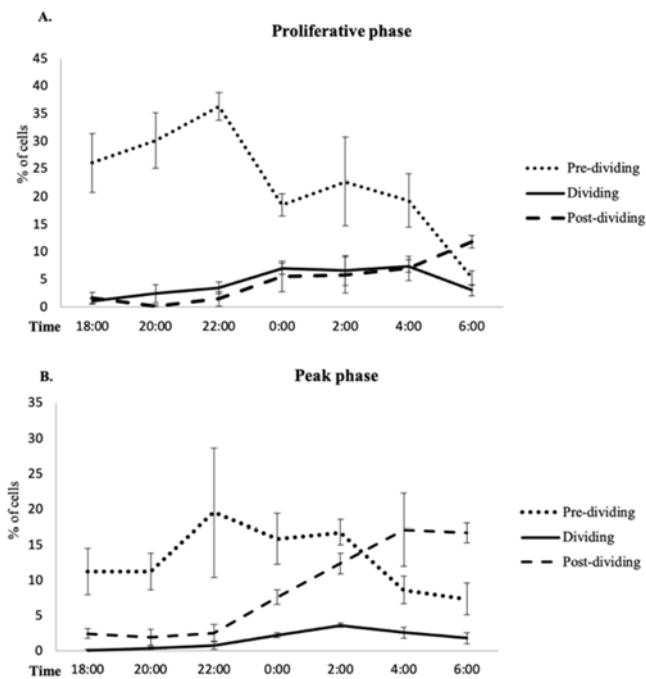 A.
Proliferative phase
45
40
35
30
25
20
15
10
5
0
% of cells
Pre-dividing
Dividing
Post-dividing
Time 18:00 20:00 22:00 0:00 2:00 4:00 6:00
B.
Peak phase
35
30
25
20
15
10
5
0
% of cells
Pre-dividing
Dividing
Post-dividing
Time 18:00 20:00 22:00 0:00 2:00 4:00 6:00